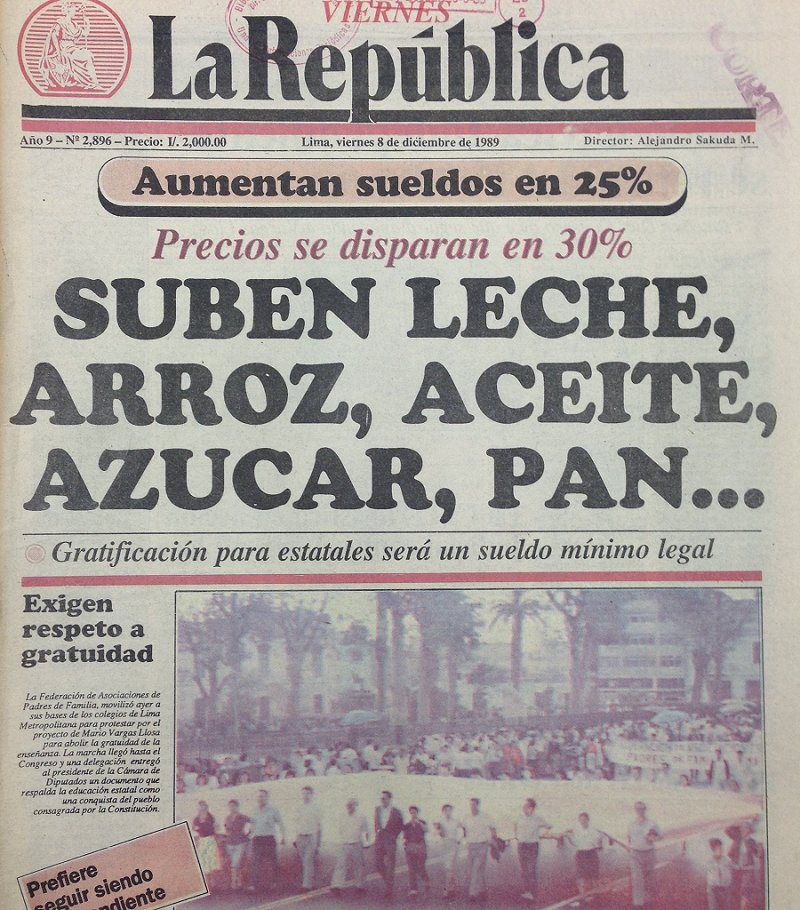 VIERNES
La República
Año 9 – Nº 2,896 – Precio: I/. 2,000.00
Lima, viernes 8 de diciembre de 1989
Director: Alejandro Sakuda M.
Aumentan sueldos en 25%
Precios se disparan en 30%
SUBEN LECHE,
ARROZ, ACEITE,
AZUCAR, PAN...
Gratificación para estatales será un sueldo mínimo legal
Exigen
respeto a
gratuidad
La Federación de Asociaciones de
Padres de Familia, movilizó ayer a
sus bases de los colegios de Lima
Metropolitana para protestar por el
proyecto de Mario Vargas Llosa
para abolir la gratuidad de la
enseñanza. La marcha llegó hasta el
Congreso y una delegación entregó
al presidente de la Cámara de
Diputados un documento que
respalda la educación estatal como
una conquista del pueblo
consagrada por la Constitución.
PADRES DE
Prefiere
seguir siendo